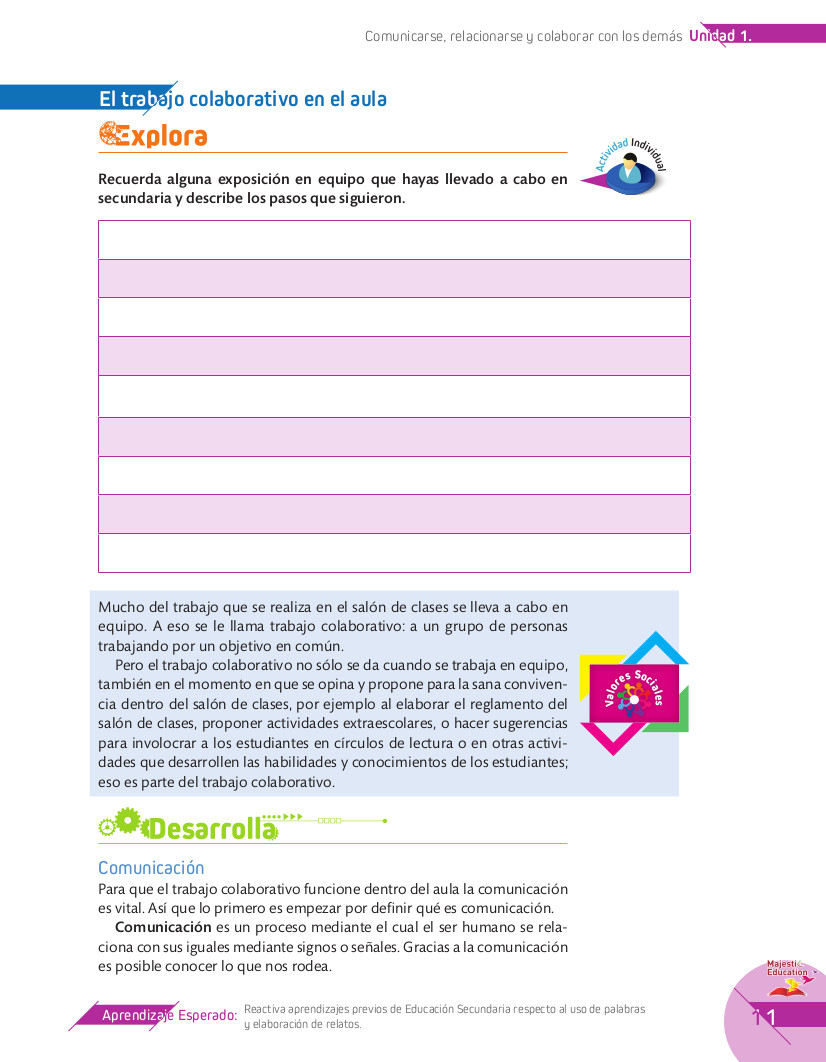 Comunicarse, relacionarse y colaborar con los demás Unidad 1.
El trabajo colaborativo en el aula
Explora
Actividad Individual
Recuerda alguna exposición en equipo que hayas llevado a cabo en
secundaria y describe los pasos que siguieron.
Mucho del trabajo que se realiza en el salón de clases se lleva a cabo en
equipo. A eso se le llama trabajo colaborativo: a un grupo de personas
trabajando por un objetivo en común.
Pero el trabajo colaborativo no sólo se da cuando se trabaja en equipo,
también en el momento en que se opina y propone para la sana conviven-
cia dentro del salón de clases, por ejemplo al elaborar el reglamento del
salón de clases, proponer actividades extraescolares, o hacer sugerencias
para involocrar a los estudiantes en círculos de lectura o en otras activi-
dades que desarrollen las habilidades y conocimientos de los estudiantes;
eso es parte del trabajo colaborativo.
Valores Sociales
Desarrolla
Comunicación
Para que el trabajo colaborativo funcione dentro del aula la comunicación
es vital. Así que lo primero es empezar por definir qué es comunicación.
Comunicación es un proceso mediante el cual el ser humano se rela-
ciona con sus iguales mediante signos o señales. Gracias a la comunicación
es posible conocer lo que nos rodea.
Majestic
Education
Aprendizaje Esperado: Reactiva aprendizajes previos de Educación Secundaria respecto al uso de palabras
y elaboración de relatos.
11